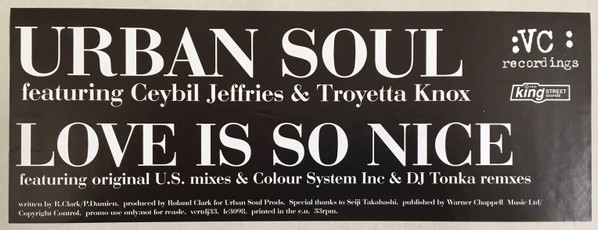 URBAN SOUL
featuring Ceybil Jeffries & Troyetta Knox
:VC :
recordings
king STREET
sounds
LOVE IS SO NICE
featuring original U.S. mixes & Colour System Inc & DJ Tonka remxes
written by R.Clark/P.Damien. produced by Roland Clark for Urban Soul Prods. Special thanks to Seiji Takahashi. published by Warner Chappell Music Ltd/
Copyright Control. promo use only:not for reasle. vcrtdj33. lc3098. printed in the e.u. 33rpm.